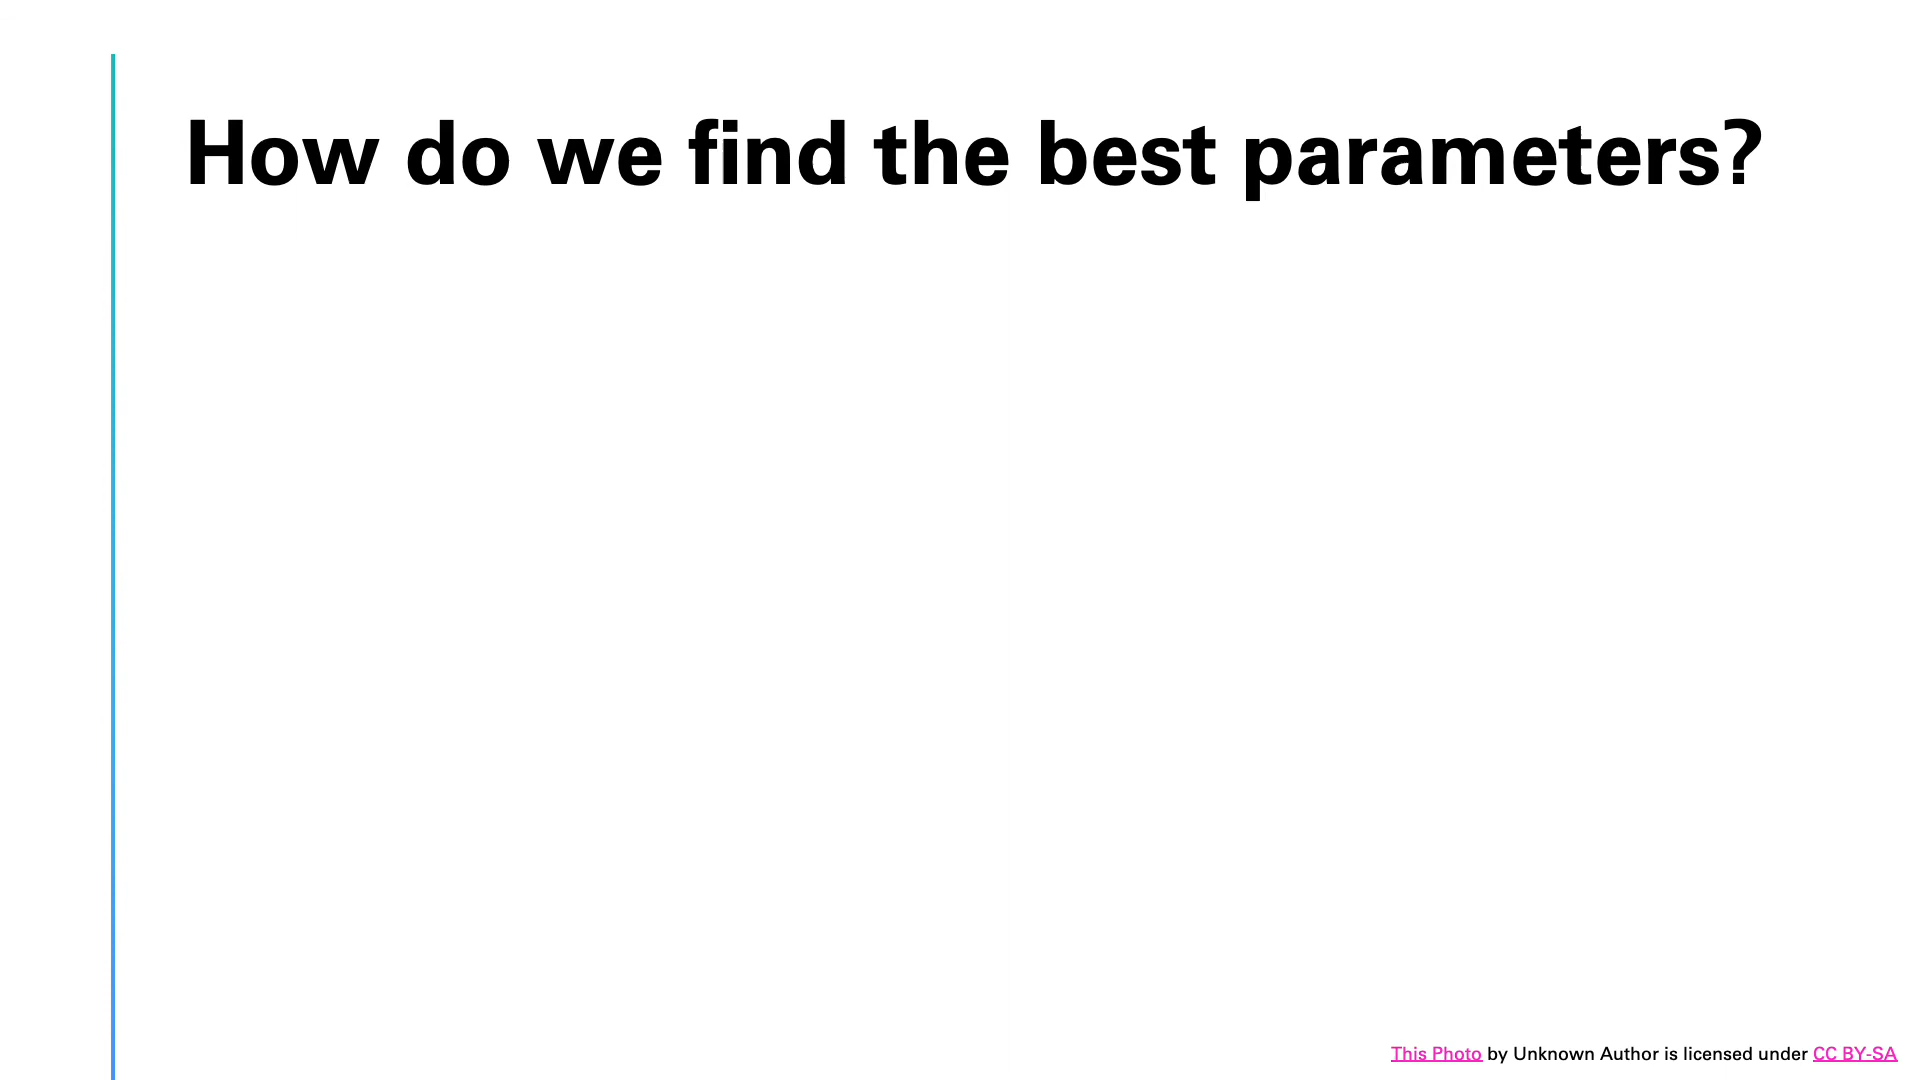 How do we find the best parameters?
This Photo by Unknown Author is licensed under CC BY-SA